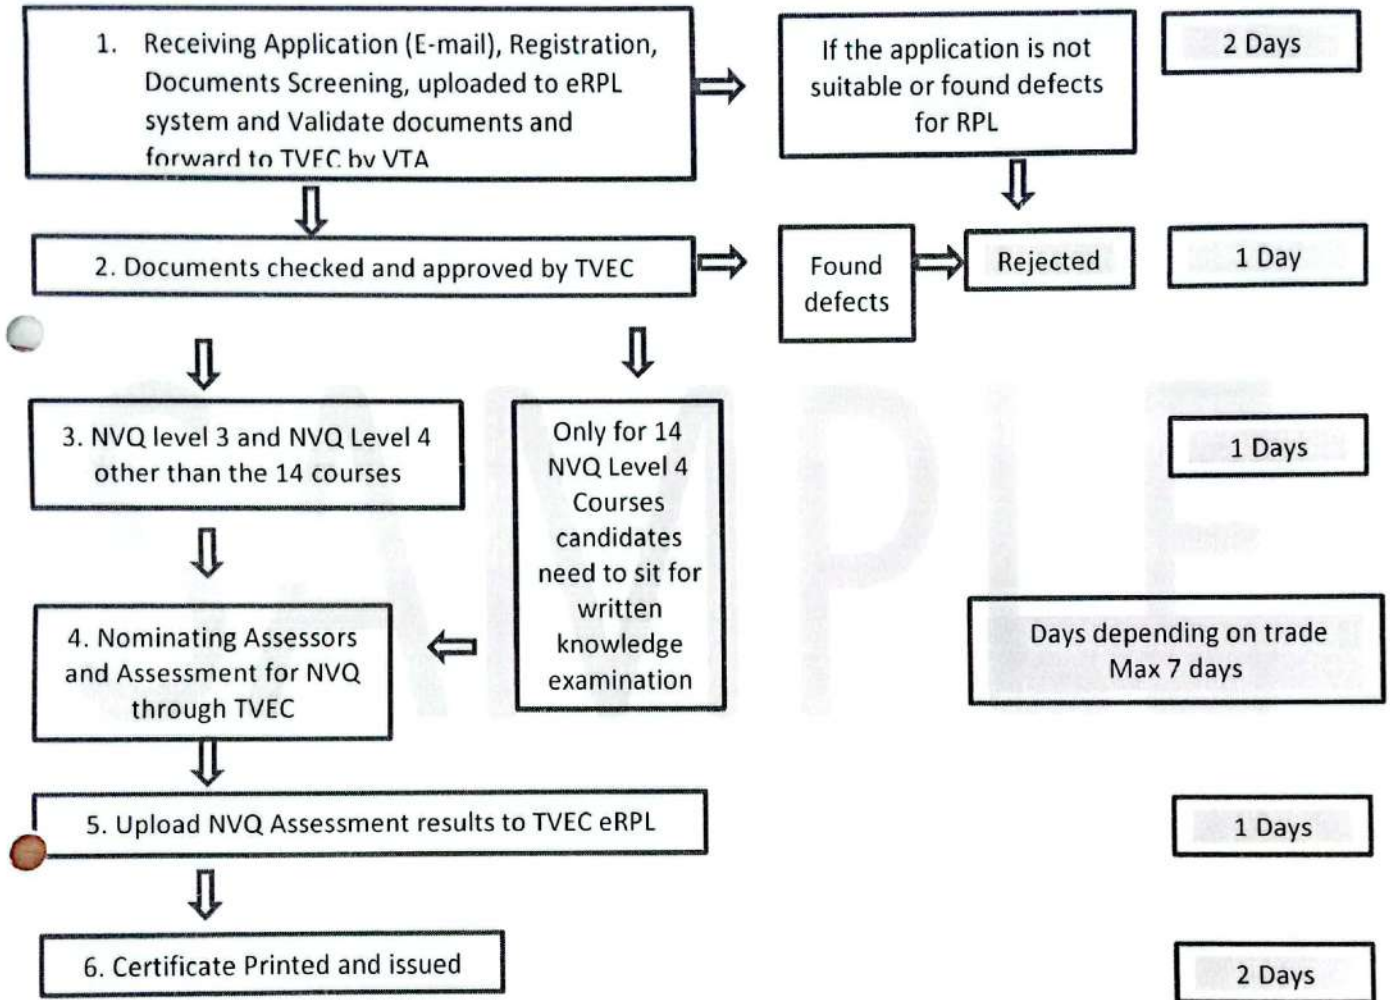 1. Receiving Application (E-mail), Registration,
Documents Screening, uploaded to eRPL
system and Validate documents and
forward to TVEC by VTA
If the application is not
suitable or found defects
for RPL
2 Days
2. Documents checked and approved by TVEC
Found
defects
Rejected
1 Day
3. NVQ level 3 and NVQ Level 4
other than the 14 courses
Only for 14
NVQ Level 4
Courses
candidates
need to sit for
written
knowledge
examination
1 Days
4. Nominating Assessors
and Assessment for NVQ
through TVEC
Days depending on trade
Max 7 days
5. Upload NVQ Assessment results to TVEC eRPL
1 Days
6. Certificate Printed and issued
2 Days
SAMPLE